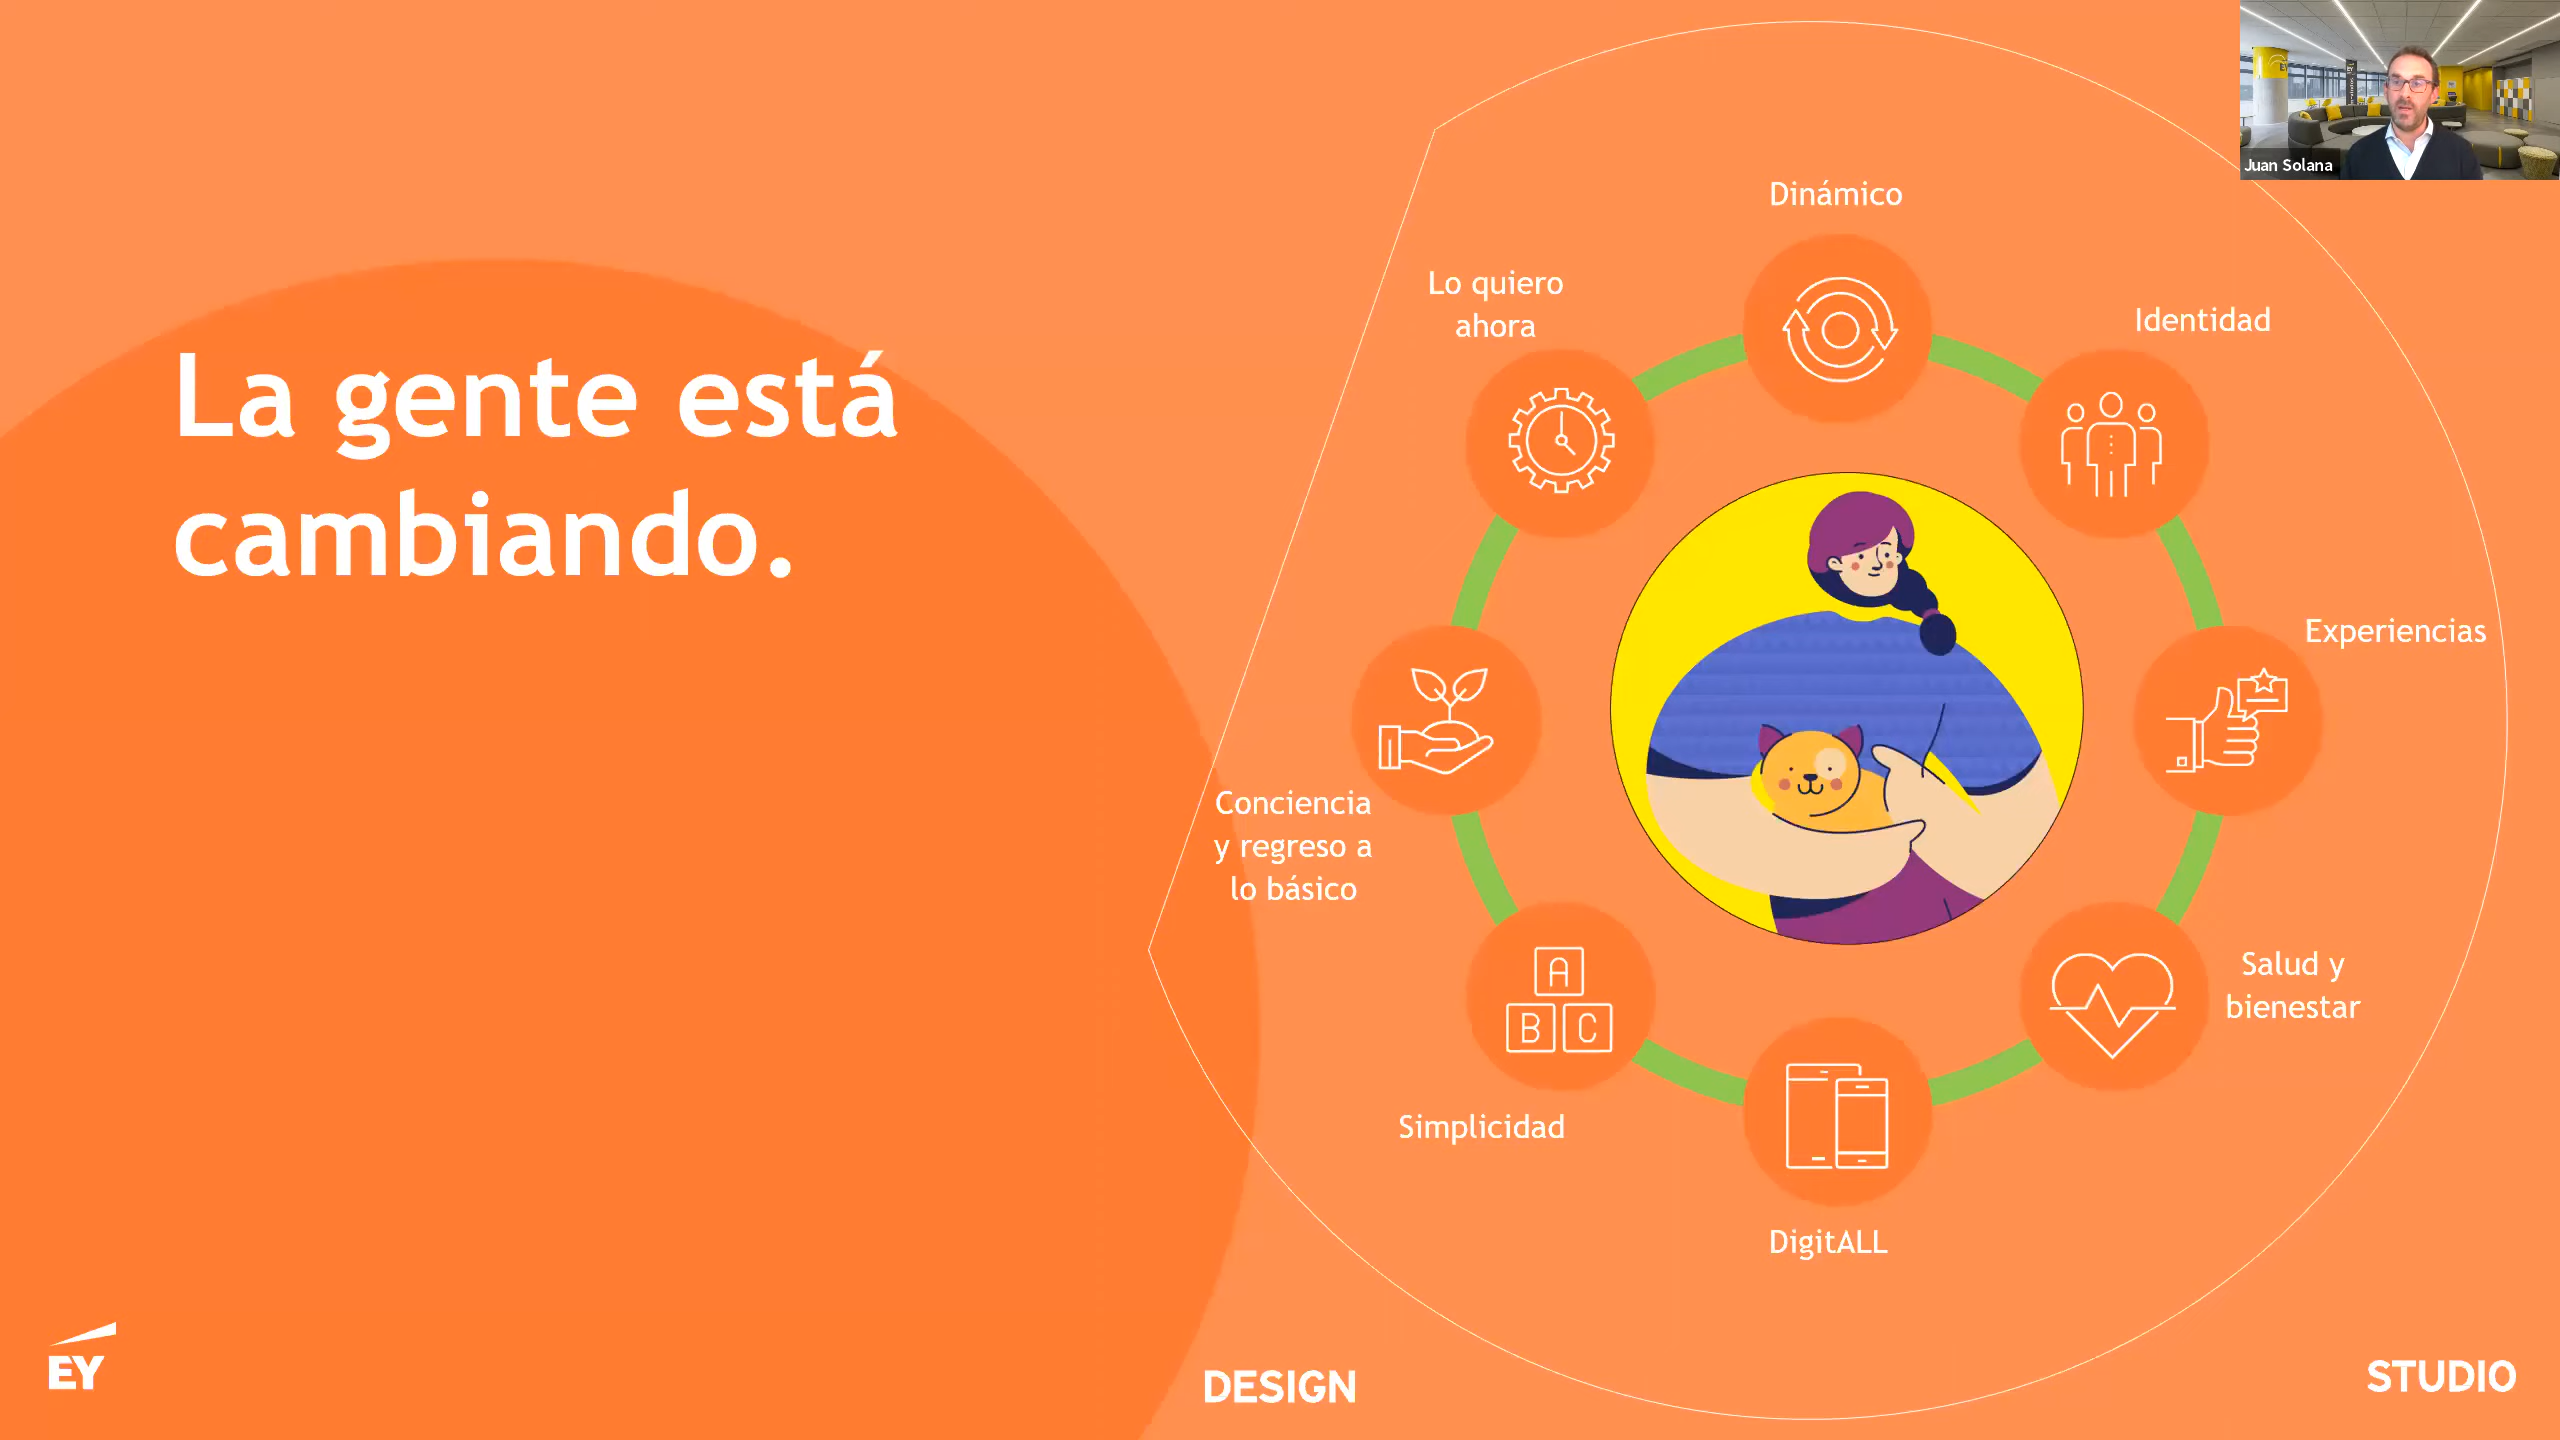 Juan Solana
La gente está
cambiando.
Dinámico
Identidad
Experiencias
Salud y
bienestar
DigitALL
Simplicidad
Conciencia
y regreso a
lo básico
Lo quiero
ahora
A
B C
EY
DESIGN
STUDIO